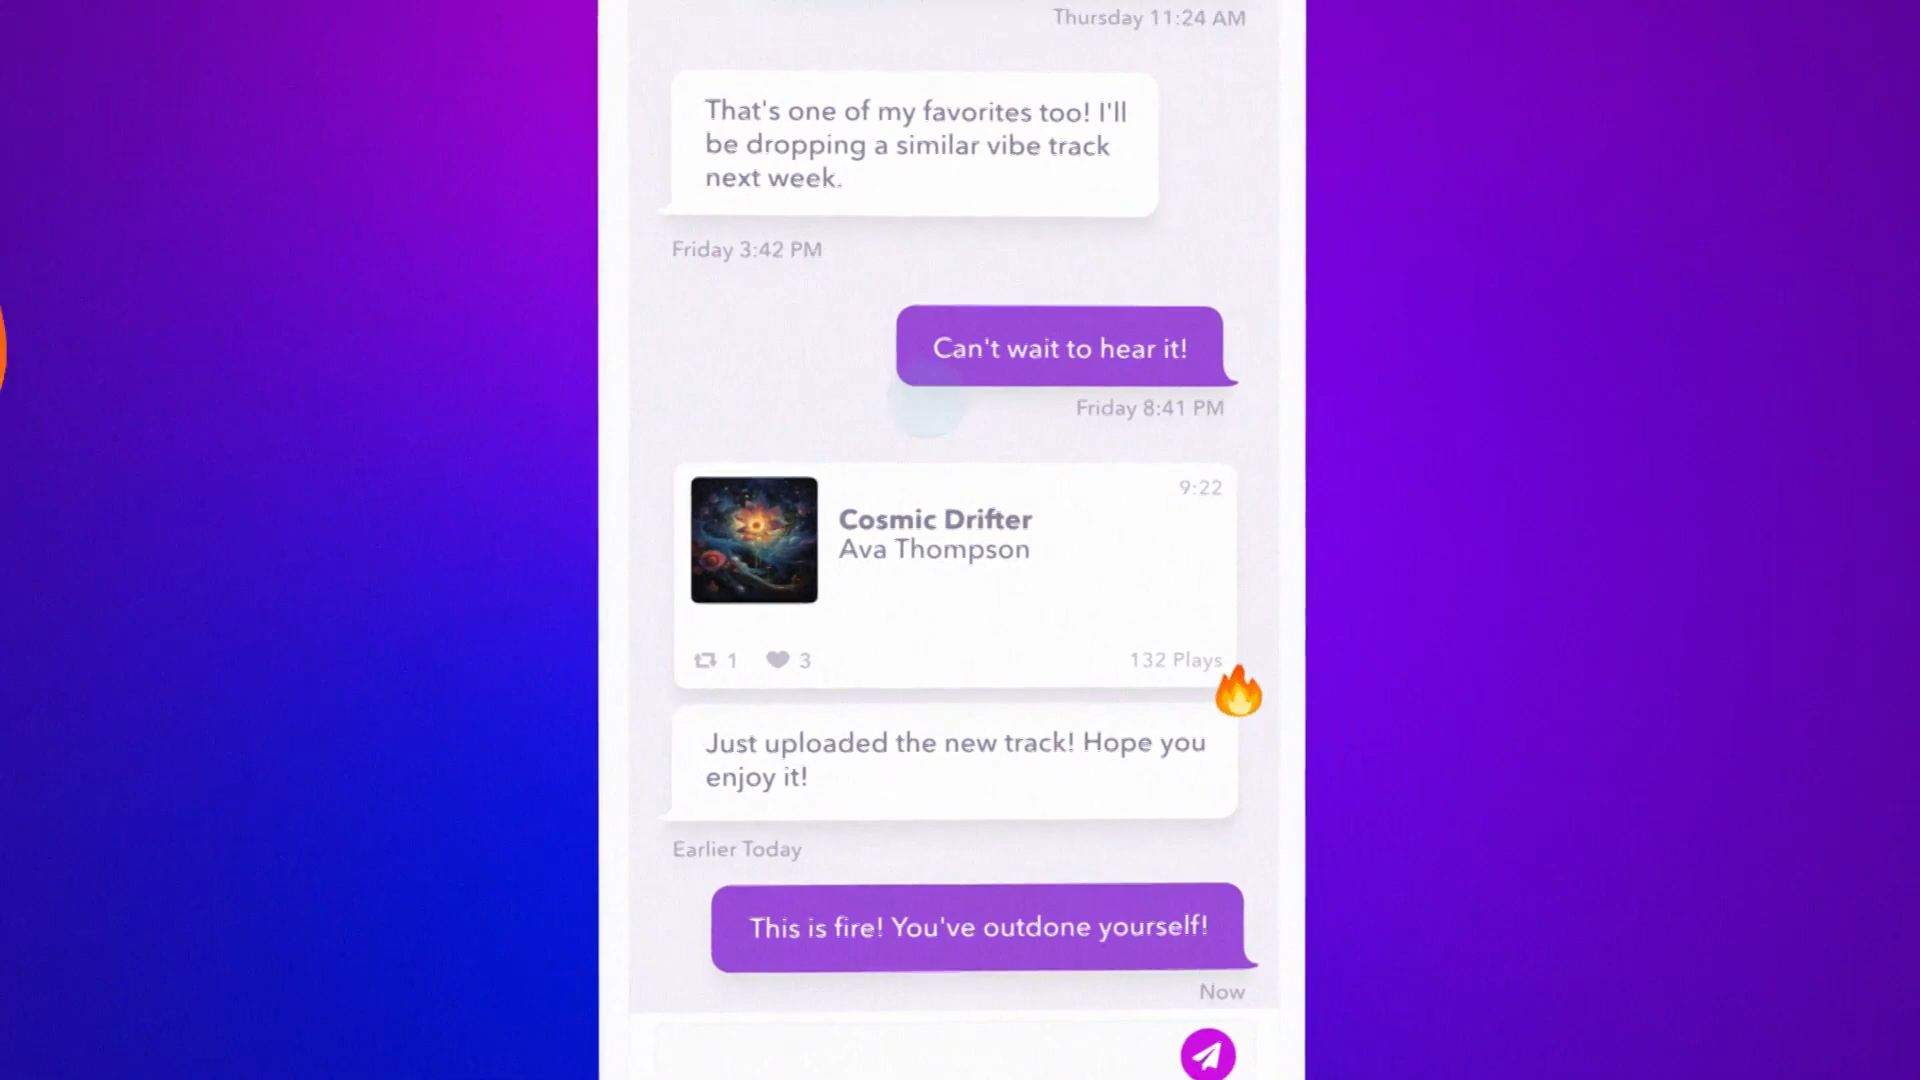 Thursday 11:24 AM
That's one of my favorites too! I'll
be dropping a similar vibe track
next week.
Friday 3:42 PM
Can't wait to hear it!
Friday 8:41 PM
9:22
Cosmic Drifter
Ava Thompson
1
3
132 Plays
Just uploaded the new track! Hope you
enjoy it!
Earlier Today
This is fire! You've outdone yourself!
Now